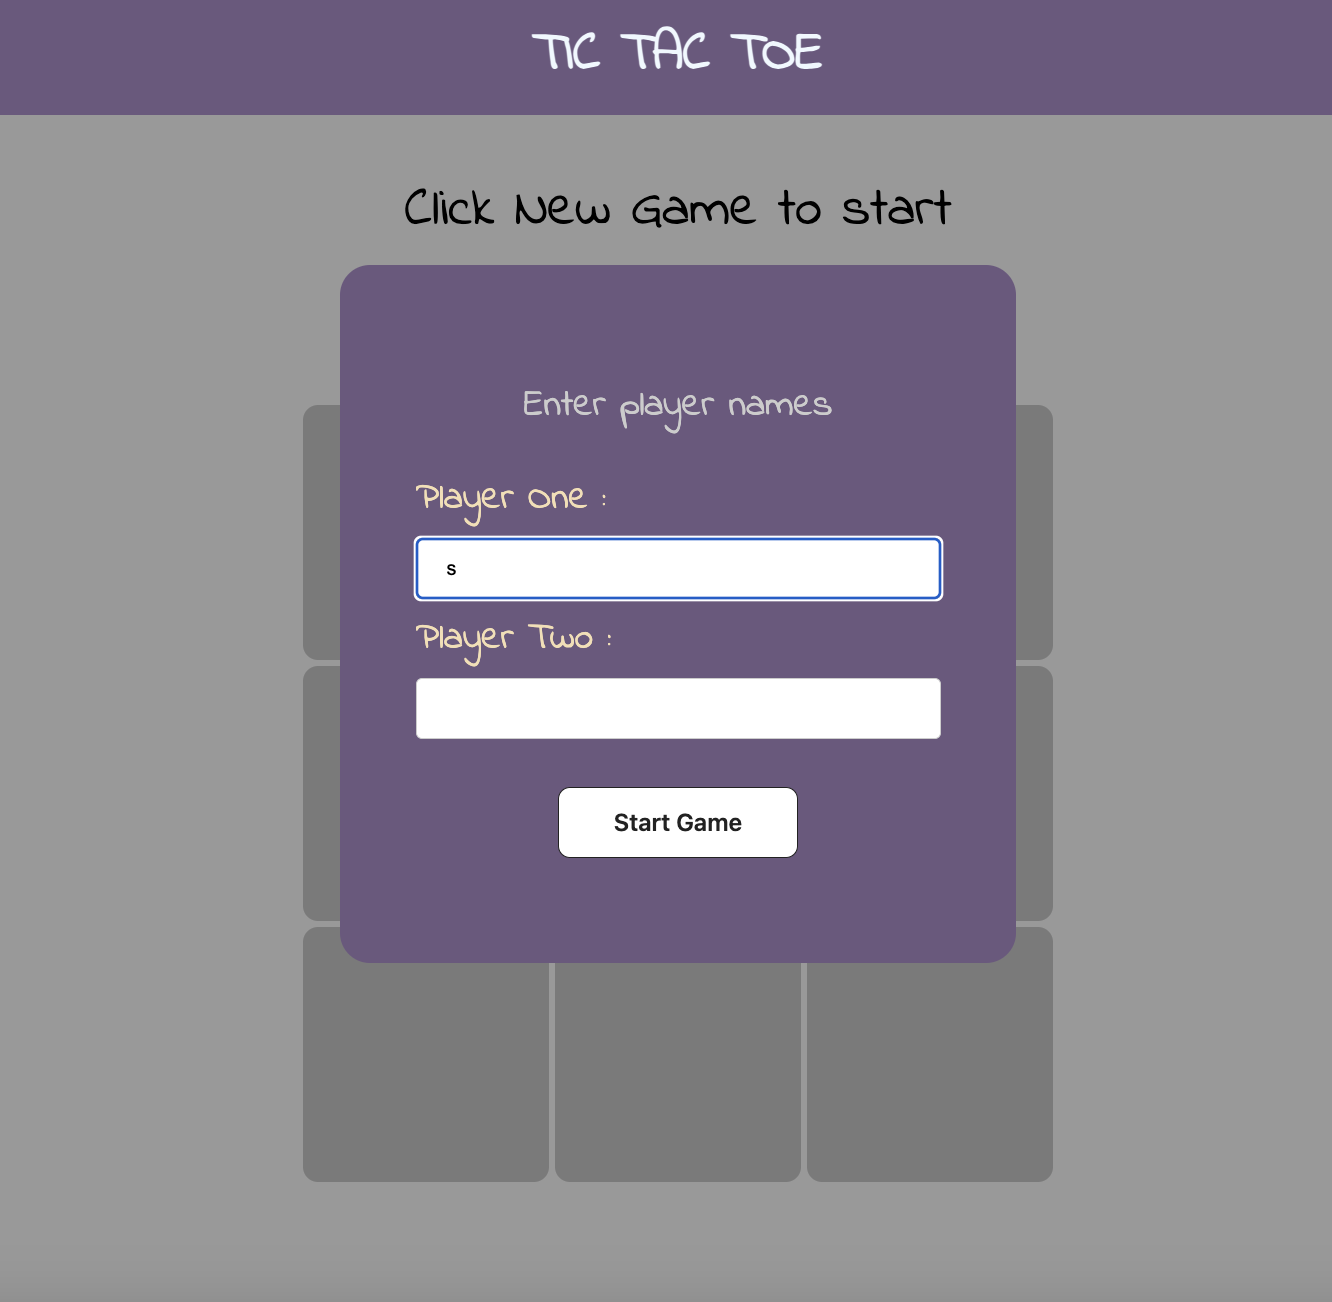 TIC TAC TOE
Click New Game to start
Enter player names
Player One :
s
Player Two :
Start Game